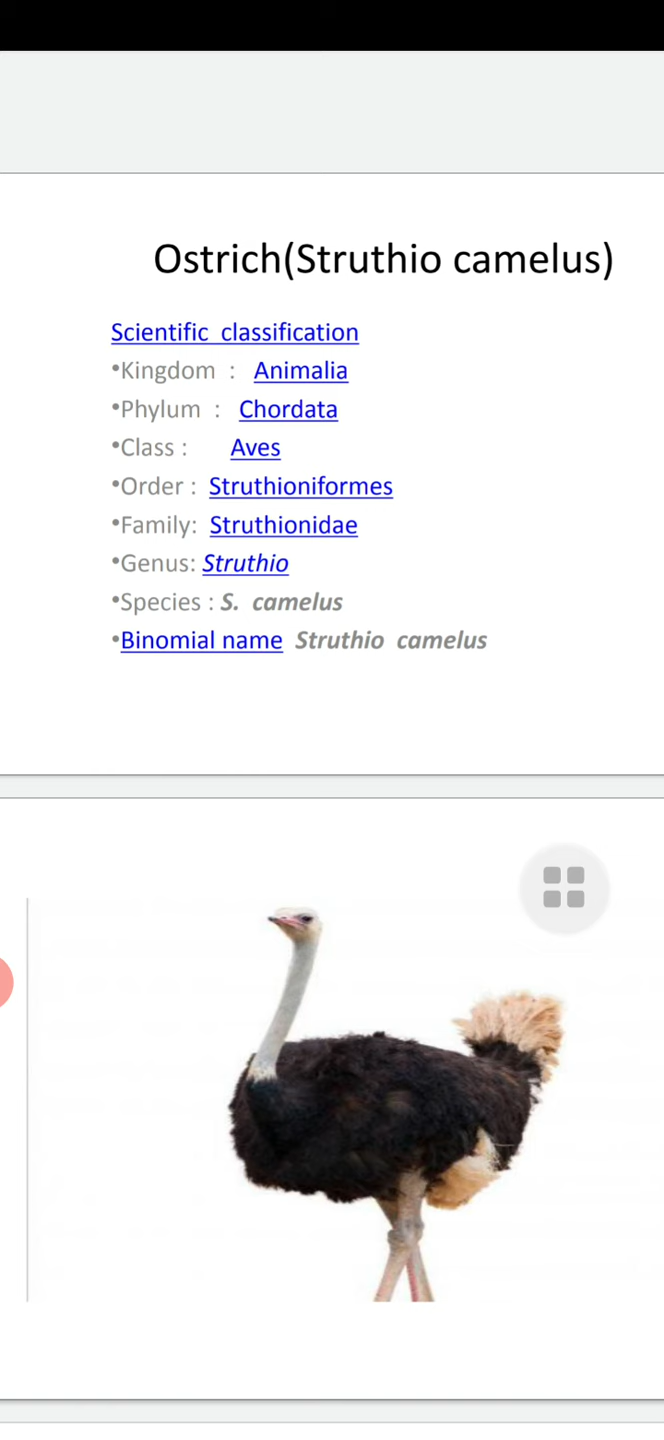 Ostrich(Struthio camelus)
Scientific classification
•Kingdom : Animalia
•Phylum : Chordata
•Class : Aves
•Order : Struthioniformes
•Family: Struthionidae
•Genus: Struthio
•Species : S. camelus
•Binomial name Struthio camelus